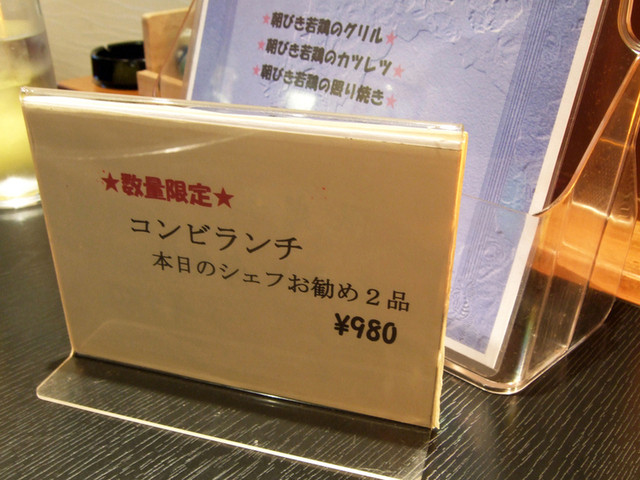 ★朝びき若鶏のグリル★
★朝びき若鶏のカツレツ★
★朝びき若鶏の照り焼き★
★数量限定★
コンビランチ
本日のシェフお勧め２品
¥980